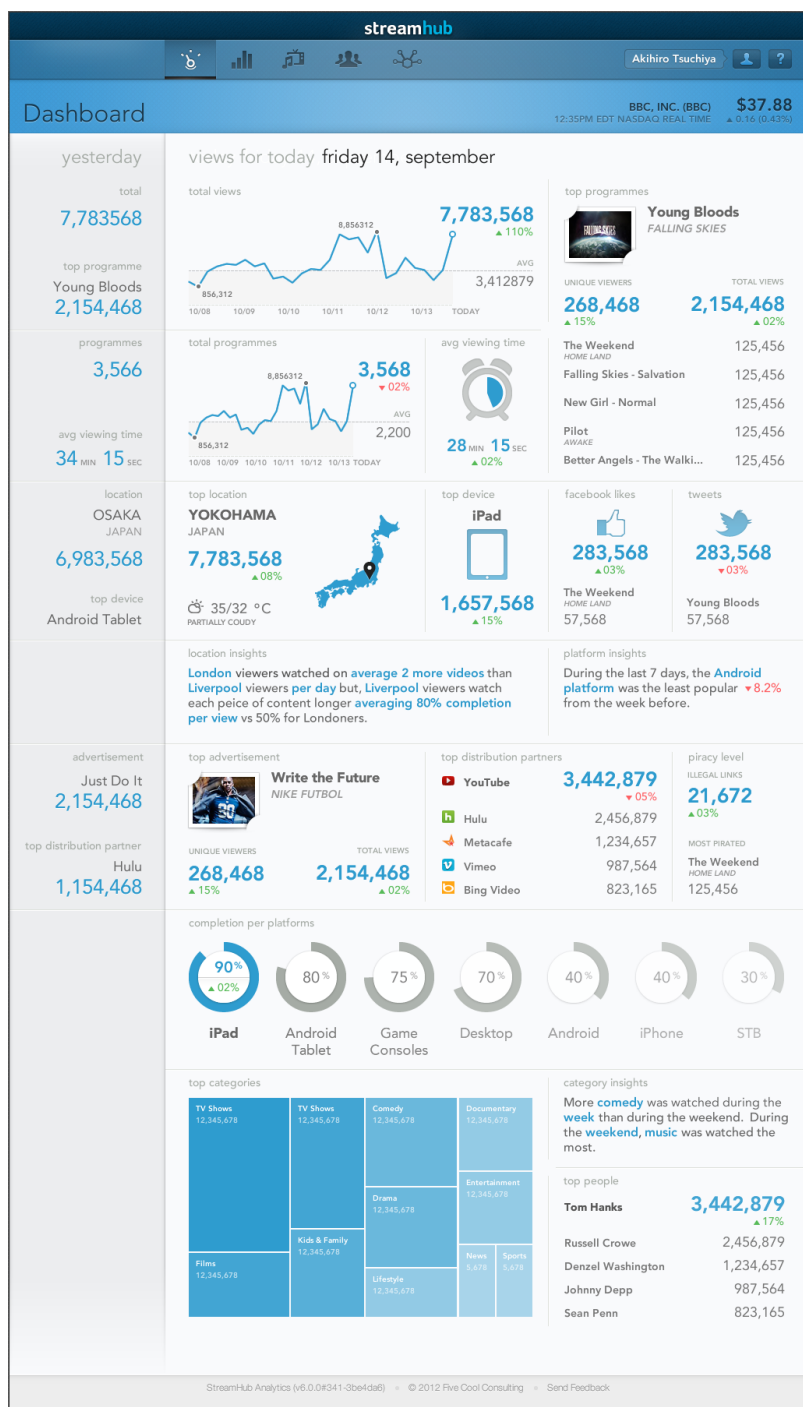 streamhub
Akihiro Tsuchiya
?
Dashboard
BBC, INC. (BBC) $37.88
12:35PM EDT NASDAQ REAL TIME ▲ 0.16 (0.43%)
yesterday
total
7,783568
top programme
Young Bloods
2,154,468
programmes
3,566
avg viewing time
34 MIN 15 SEC
location
OSAKA
JAPAN
6,983,568
top device
Android Tablet
advertisement
Just Do It
2,154,468
top distribution partner
Hulu
1,154,468
views for today friday 14, september
total views
8,856312
856,312
7,783,568
▲ 110%
AVG
3,412879
10/08 10/09 10/10 10/11 10/12 10/13 TODAY
top programmes
FALLING SKIES
Young Bloods
FALLING SKIES
UNIQUE VIEWERS
268,468
▲ 15%
TOTAL VIEWS
2,154,468
▲ 02%
The Weekend 125,456
HOME LAND
Falling Skies - Salvation 125,456
New Girl - Normal 125,456
Pilot 125,456
AWAKE
Better Angels - The Walki... 125,456
total programmes
8,856312
856,312
3,568
▼ 02%
AVG
2,200
10/08 10/09 10/10 10/11 10/12 10/13 TODAY
avg viewing time
28 MIN 15 SEC
▲ 02%
top location
YOKOHAMA
JAPAN
7,783,568
▲ 08%
35/32 °C
PARTIALLY COUDY
top device
iPad
1,657,568
▲ 15%
facebook likes
283,568
▲ 03%
The Weekend
HOME LAND
57,568
tweets
283,568
▼ 03%
Young Bloods
57,568
location insights
London viewers watched on average 2 more videos than
Liverpool viewers per day but, Liverpool viewers watch
each peice of content longer averaging 80% completion
per view vs 50% for Londoners.
platform insights
During the last 7 days, the Android
platform was the least popular ▼ 8.2%
from the week before.
top advertisement
Write the Future
NIKE FUTBOL
30
UNIQUE VIEWERS
268,468
▲ 15%
TOTAL VIEWS
2,154,468
▲ 02%
top distribution partners
YouTube 3,442,879
▼ 05%
h Hulu 2,456,879
Metacafe 1,234,657
Vimeo 987,564
Bing Video 823,165
piracy level
ILLEGAL LINKS
21,672
▲ 03%
MOST PIRATED
The Weekend
HOME LAND
125,456
completion per platforms
90%
▲ 02%
iPad
80%
Android
Tablet
75%
Game
Consoles
70%
Desktop
40%
Android
40%
iPhone
30%
STB
top categories
TV Shows
12,345,678
Films
12,345,678
TV Shows
12,345,678
Kids & Family
12,345,678
Comedy
12,345,678
Drama
12,345,678
Lifestyle
12,345,678
Documentary
12,345,678
Entertainment
12,345,678
News
5,678
Sports
5,678
category insights
More comedy was watched during the
week than during the weekend. During
the weekend, music was watched the
most.
top people
Tom Hanks 3,442,879
▲ 17%
Russell Crowe 2,456,879
Denzel Washington 1,234,657
Johnny Depp 987,564
Sean Penn 823,165
StreamHub Analytics (v6.0.0#341-3be4da6) © 2012 Five Cool Consulting Send Feedback